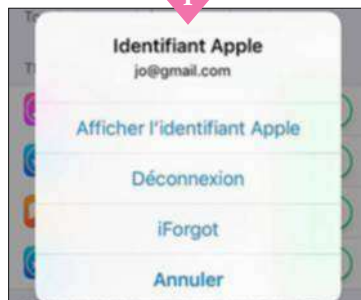 Identifiant Apple
jo@gmail.com
Afficher l'identifiant Apple
Déconnexion
iForgot
Annuler